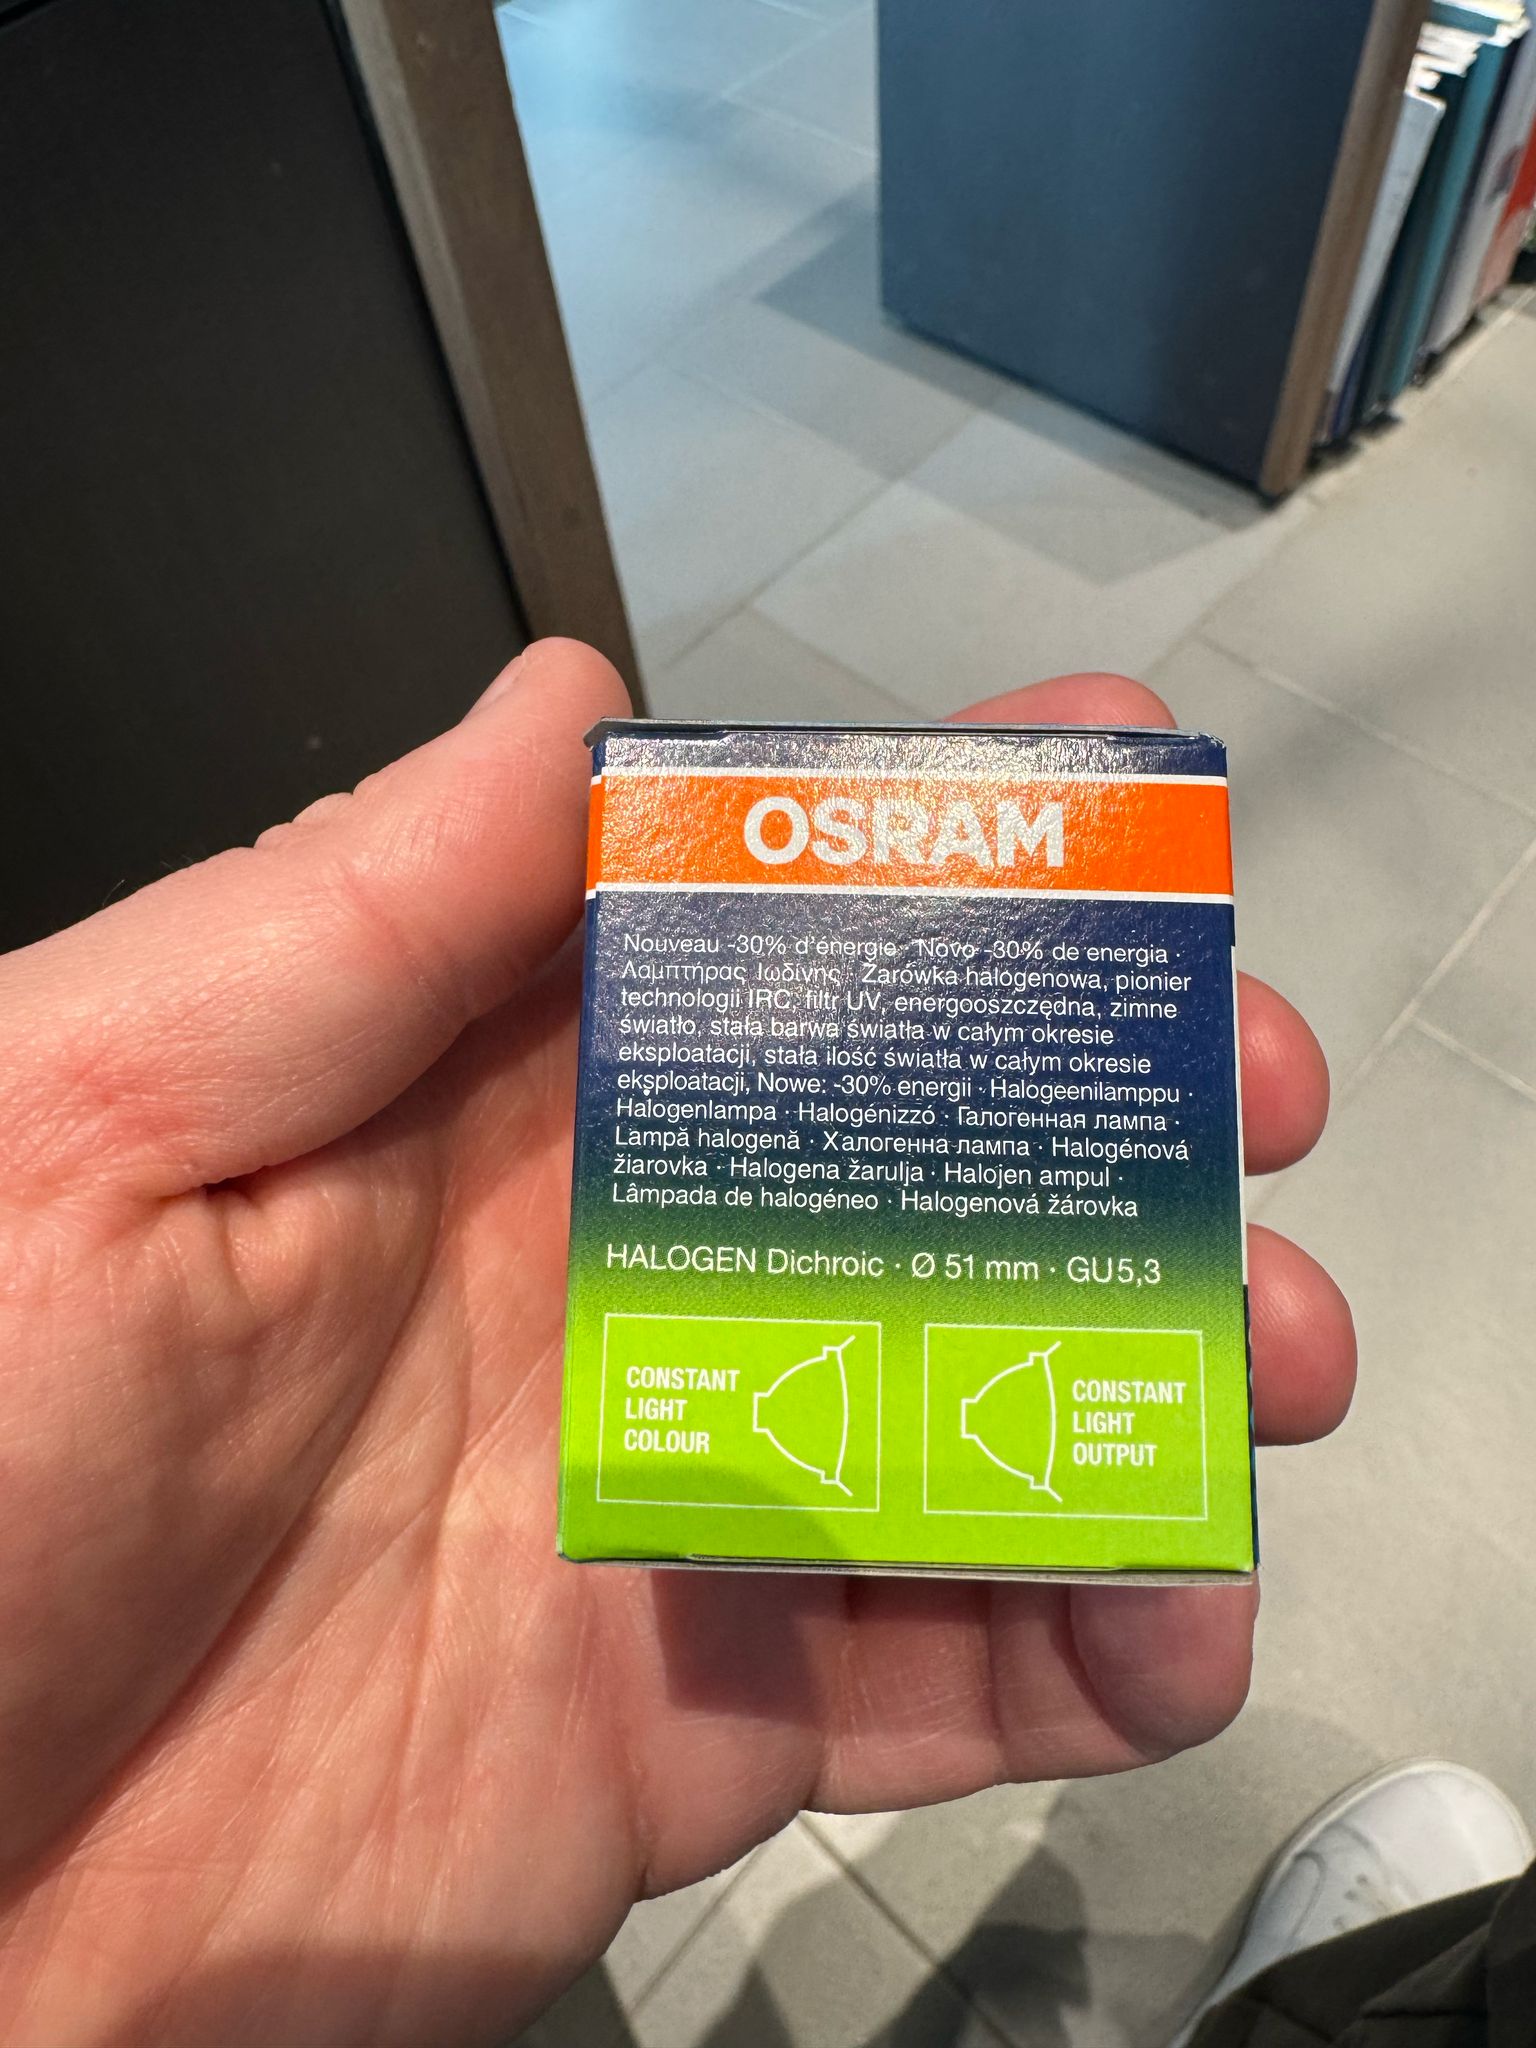 OSRAM
Nouveau -30% d'énergie · Novo -30% de energia ·
Λαμπτήρας Ιωδίνης · Żarówka halogenowa, pionier
technologii IRC, filtr UV, energooszczędna, zimne
światło, stała barwa światła w całym okresie
eksploatacji, stała ilość światła w całym okresie
eksploatacji, Nowe: -30% energii · Halogeenilamppu ·
Halogenlampa · Halogénizzó · Галогенная лампа ·
Lampă halogenă · Халогенна лампа · Halogénová
žiarovka · Halogena žarulja · Halojen ampul ·
Lâmpada de halogéneo · Halogenová žárovka
HALOGEN Dichroic · Ø 51 mm · GU5,3
CONSTANT
LIGHT
COLOUR
CONSTANT
LIGHT
OUTPUT